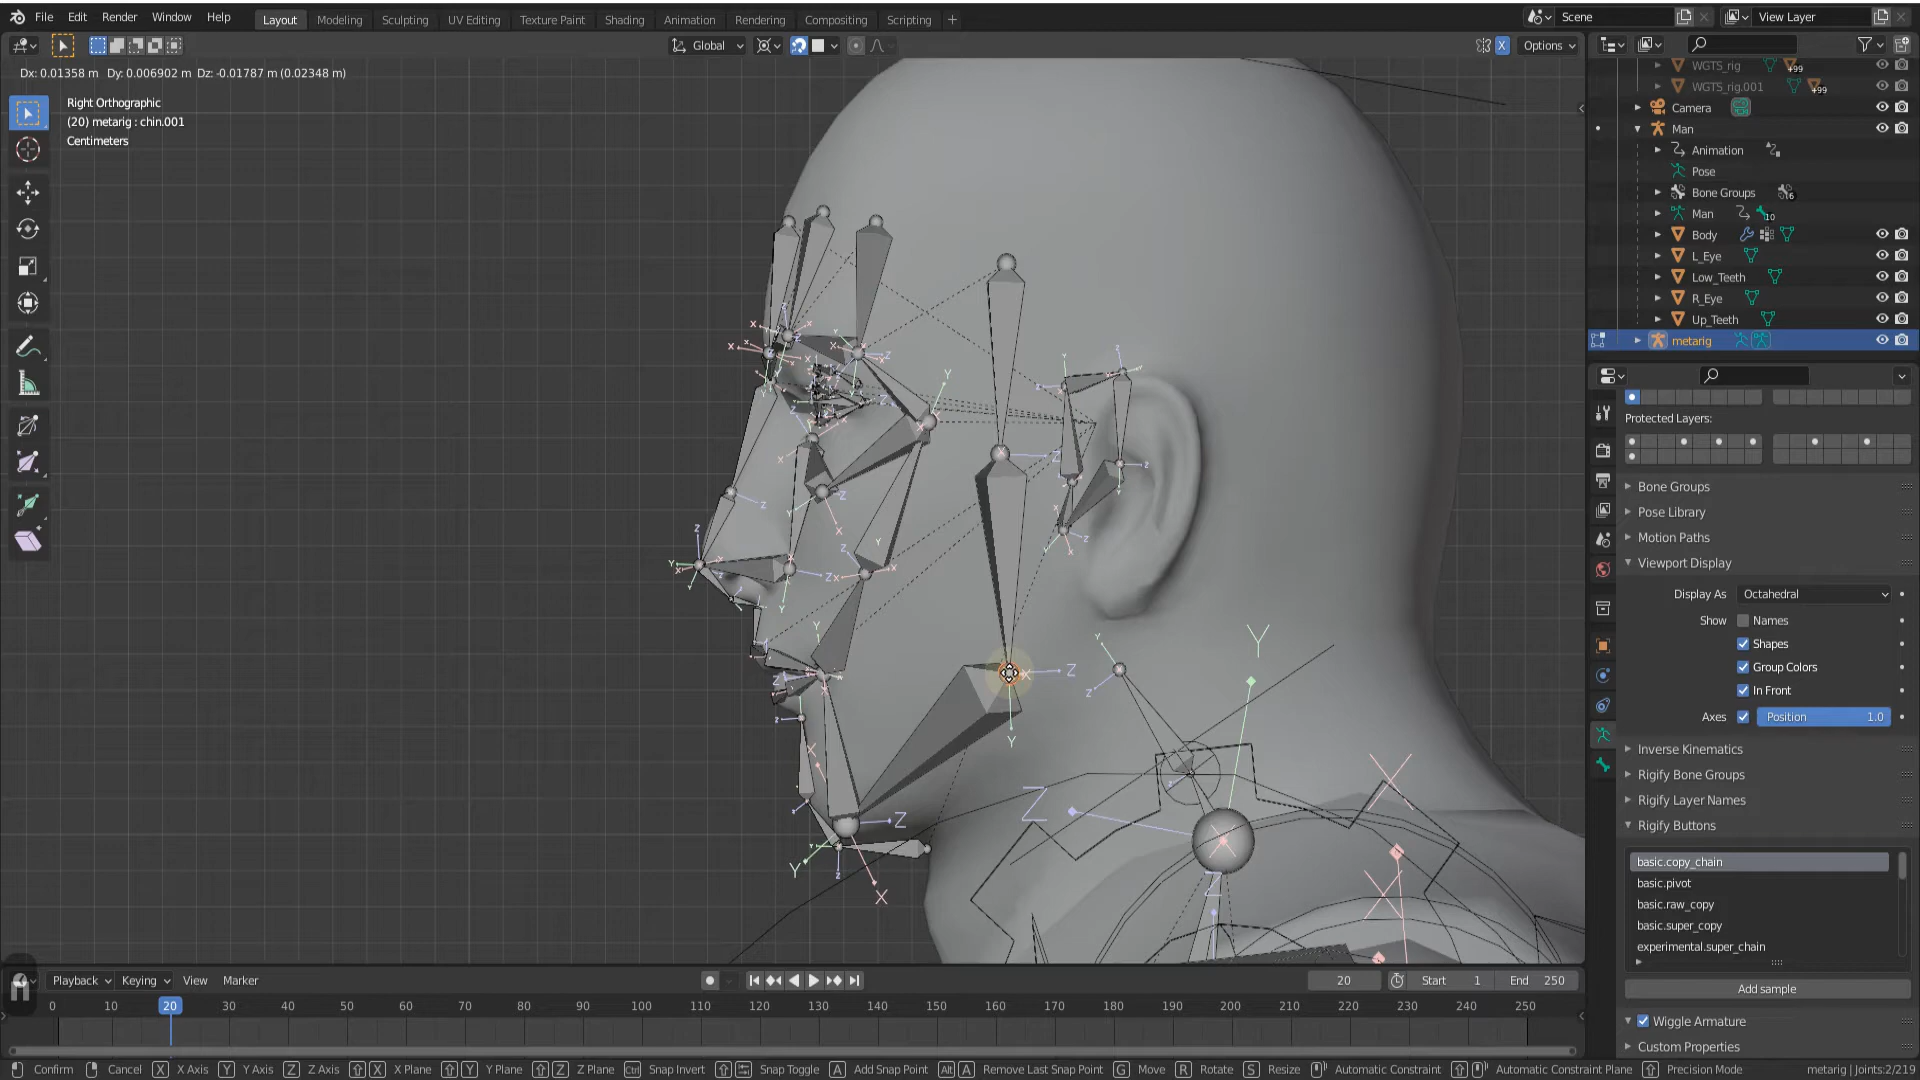 File Edit Render Window Help
Layout Modeling Sculpting UV Editing Texture Paint Shading Animation Rendering Compositing Scripting +
Scene
View Layer
Global
Options
Dx: 0.01358 m Dy: 0.006902 m Dz: -0.01787 m (0.02348 m)
Right Orthographic
(20) metarig : chin.001
Centimeters
WGTS_rig
+99
WGTS_rig.001
+99
Camera
Man
Animation
Pose
Bone Groups
6
Man
10
Body
L_Eye
Low_Teeth
R_Eye
Up_Teeth
metarig
Protected Layers:
Bone Groups
Pose Library
Motion Paths
Viewport Display
Display As Octahedral
Show Names
Shapes
Group Colors
In Front
Axes Position 1.0
Inverse Kinematics
Rigify Bone Groups
Rigify Layer Names
Rigify Buttons
basic.copy_chain
basic.pivot
basic.raw_copy
basic.super_copy
experimental.super_chain
Add sample
Wiggle Armature
Custom Properties
Playback Keying View Marker
20
Start 1
End 250
0 10 20 30 40 50 60 70 80 90 100 110 120 130 140 150 160 170 180 190 200 210 220 230 240 250
Confirm Cancel X X Axis Y Y Axis Z Z Axis X X Plane Y Y Plane Z Z Plane Ctrl Snap Invert Snap Toggle A Add Snap Point Alt A Remove Last Snap Point G Move R Rotate S Resize Automatic Constraint Automatic Constraint Plane Precision Mode metarig | Joints:2/219